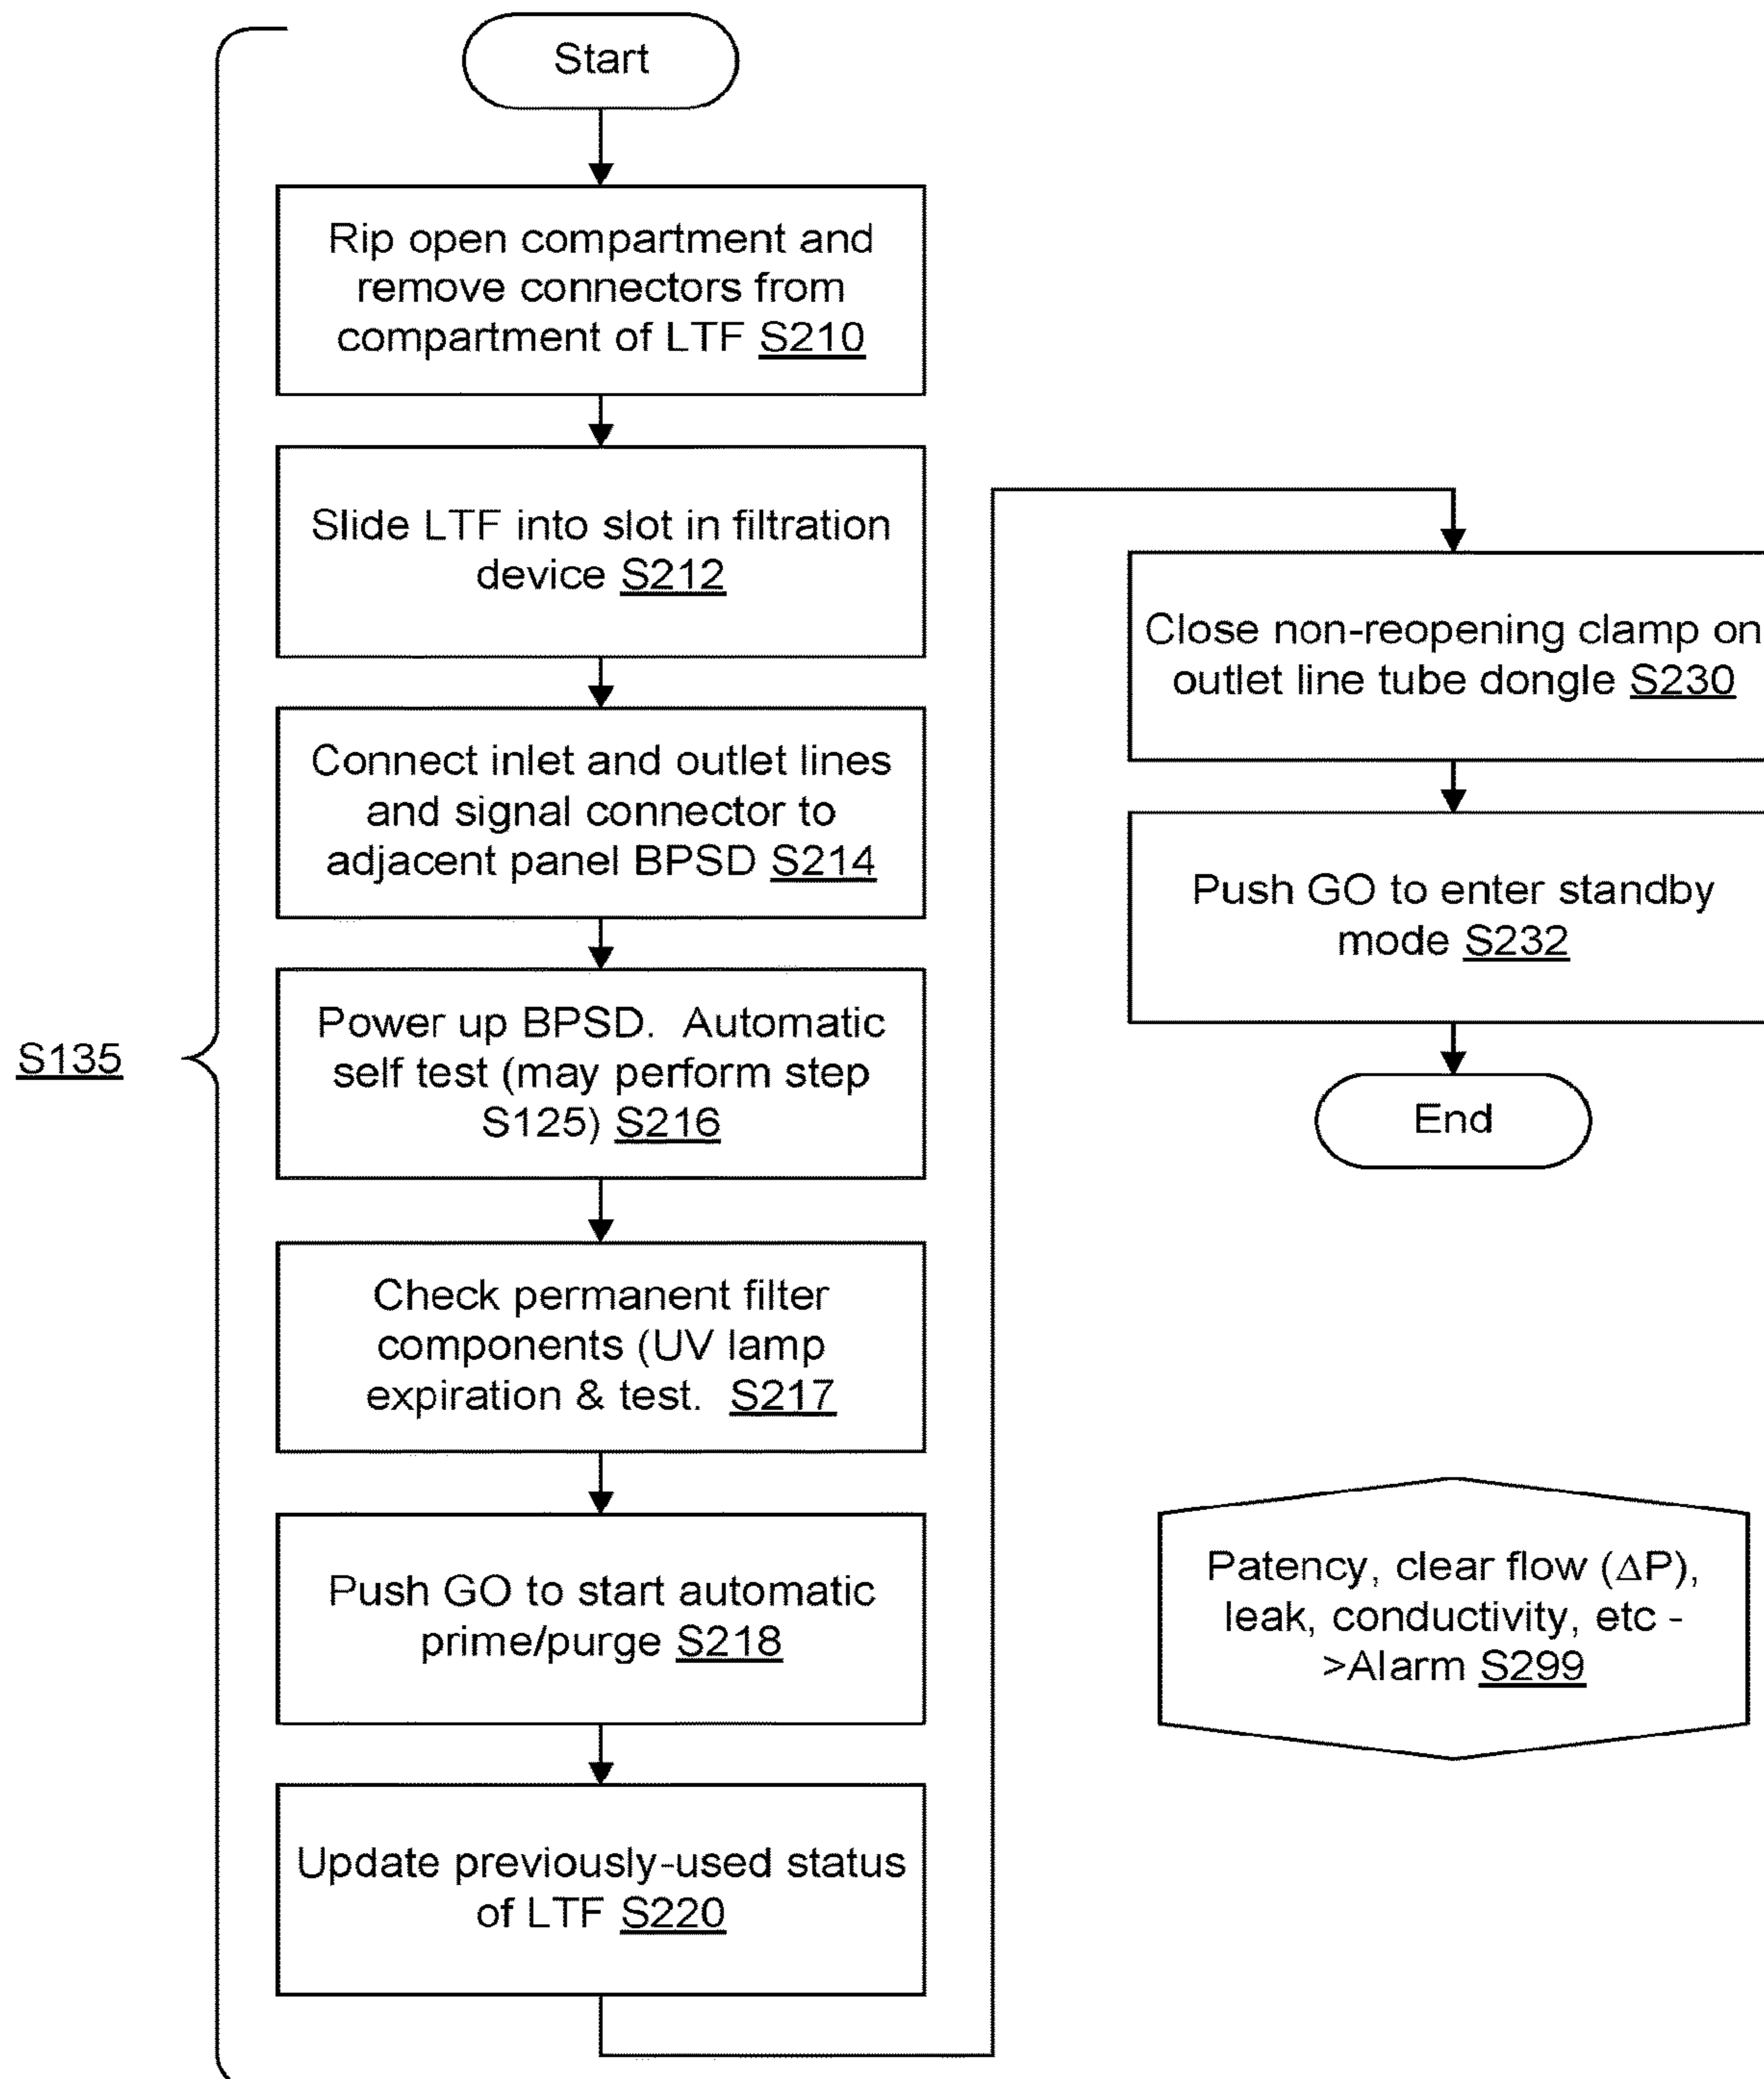 Start
Rip open compartment and
remove connectors from
compartment of LTF S210
Slide LTF into slot in filtration
device S212
Connect inlet and outlet lines
and signal connector to
adjacent panel BPSD S214
Power up BPSD.  Automatic
self test (may perform step
S125) S216
Check permanent filter
components (UV lamp
expiration & test.  S217
Push GO to start automatic
prime/purge S218
Update previously-used status
of LTF S220
S135
Close non-reopening clamp on
outlet line tube dongle S230
Push GO to enter standby
mode S232
End
Patency, clear flow (ΔP),
leak, conductivity, etc -
>Alarm S299